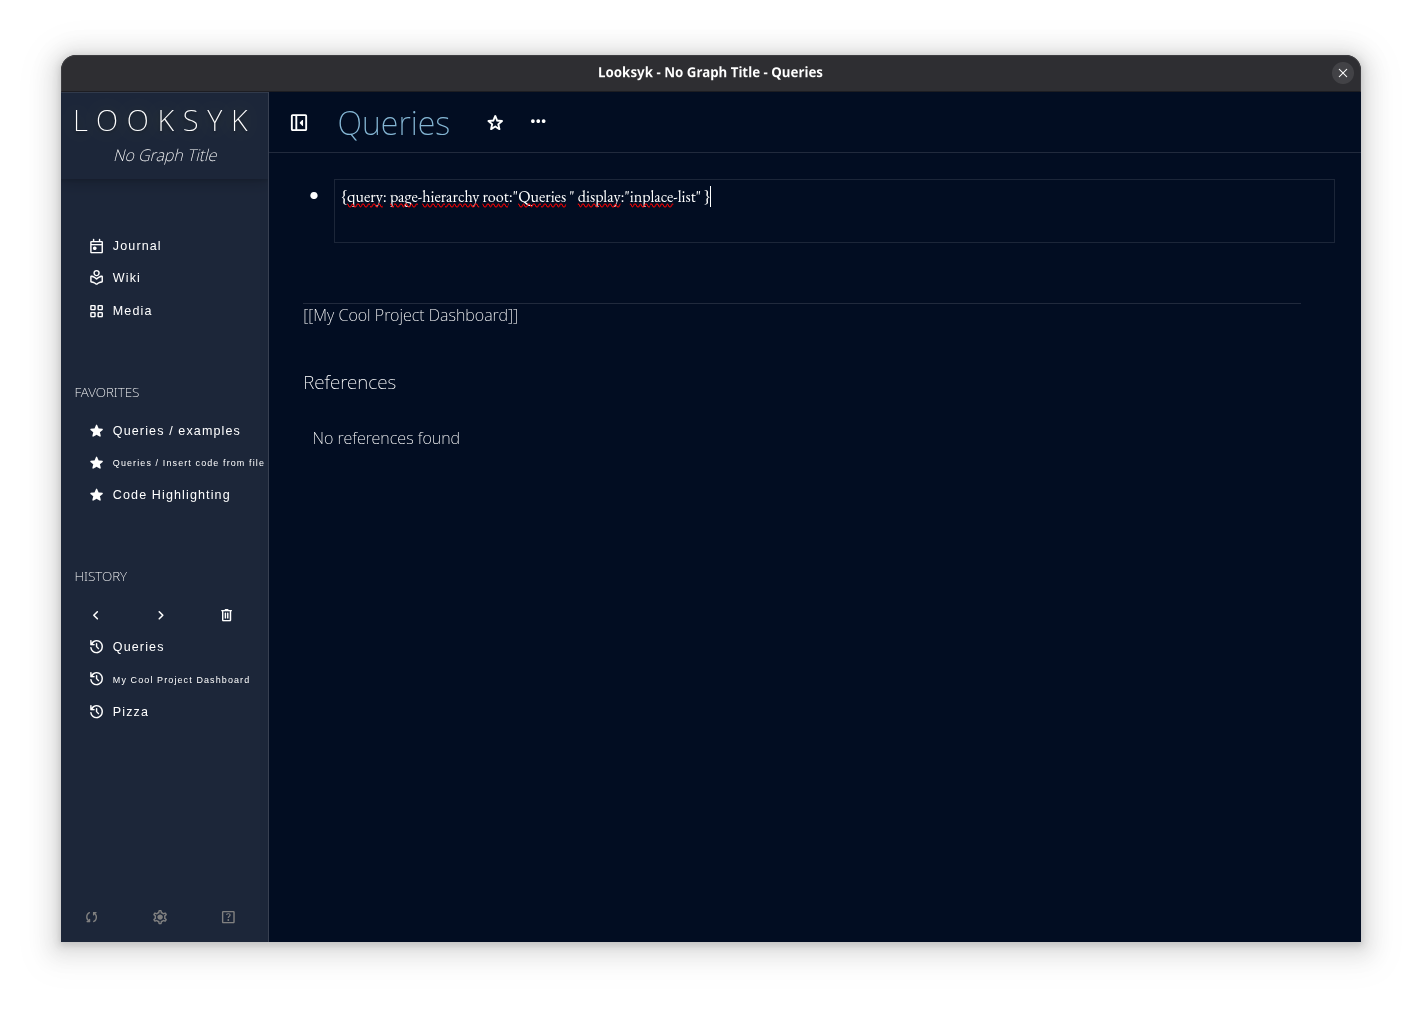 Looksyk - No Graph Title - Queries
LOOKSYK
No Graph Title
Journal
Wiki
Media
FAVORITES
Queries / examples
Queries / Insert code from file
Code Highlighting
HISTORY
Queries
My Cool Project Dashboard
Pizza
Queries
{query: page-hierarchy root:"Queries " display:"inplace-list" }
[[My Cool Project Dashboard]]
References
No references found